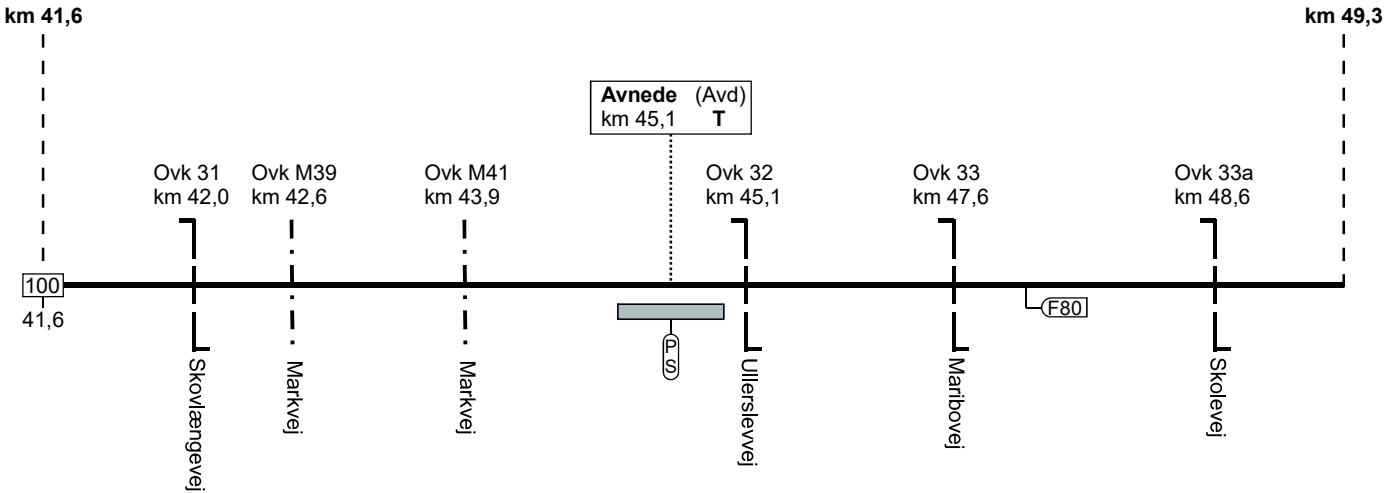 km 41,6
km 49,3
Avnede (Avd)
km 45,1 T
Ovk 31
km 42,0
Ovk M39
km 42,6
Ovk M41
km 43,9
Ovk 32
km 45,1
Ovk 33
km 47,6
Ovk 33a
km 48,6
100
41,6
F80
P
S
Skovlængevej
Markvej
Markvej
Ullerslevvej
Maribovej
Skolevej